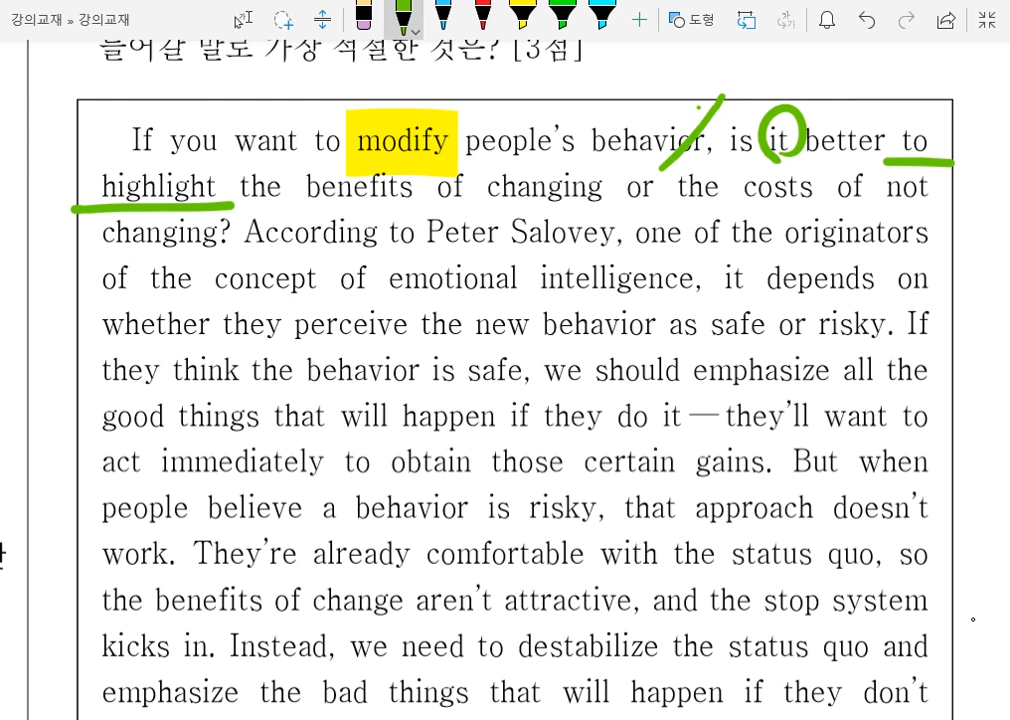 강의교재 » 강의교재
도형
들어갈 말로 가장 적절한 것은? [3점]
If you want to modify people's behavior, is it better to
highlight the benefits of changing or the costs of not
changing? According to Peter Salovey, one of the originators
of the concept of emotional intelligence, it depends on
whether they perceive the new behavior as safe or risky. If
they think the behavior is safe, we should emphasize all the
good things that will happen if they do it—they'll want to
act immediately to obtain those certain gains. But when
people believe a behavior is risky, that approach doesn't
work. They're already comfortable with the status quo, so
the benefits of change aren't attractive, and the stop system
kicks in. Instead, we need to destabilize the status quo and
emphasize the bad things that will happen if they don't